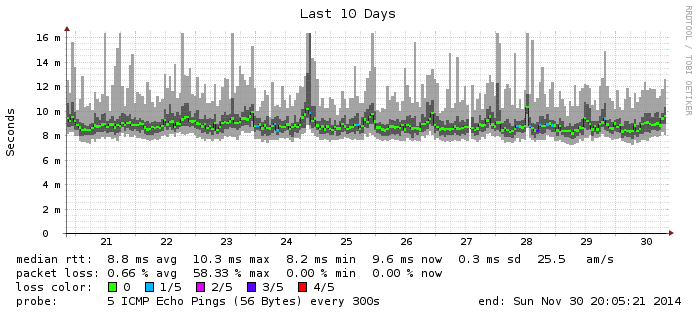 Last 10 Days
RRDTOOL / TOBI OETIKER
Seconds
16 m
14 m
12 m
10 m
8 m
6 m
4 m
2 m
0
21 22 23 24 25 26 27 28 29 30
median rtt: 8.8 ms avg 10.3 ms max 8.2 ms min 9.6 ms now 0.3 ms sd 25.5 am/s
packet loss: 0.66 % avg 58.33 % max 0.00 % min 0.00 % now
loss color: 0 1/5 2/5 3/5 4/5
probe: 5 ICMP Echo Pings (56 Bytes) every 300s end: Sun Nov 30 20:05:21 2014